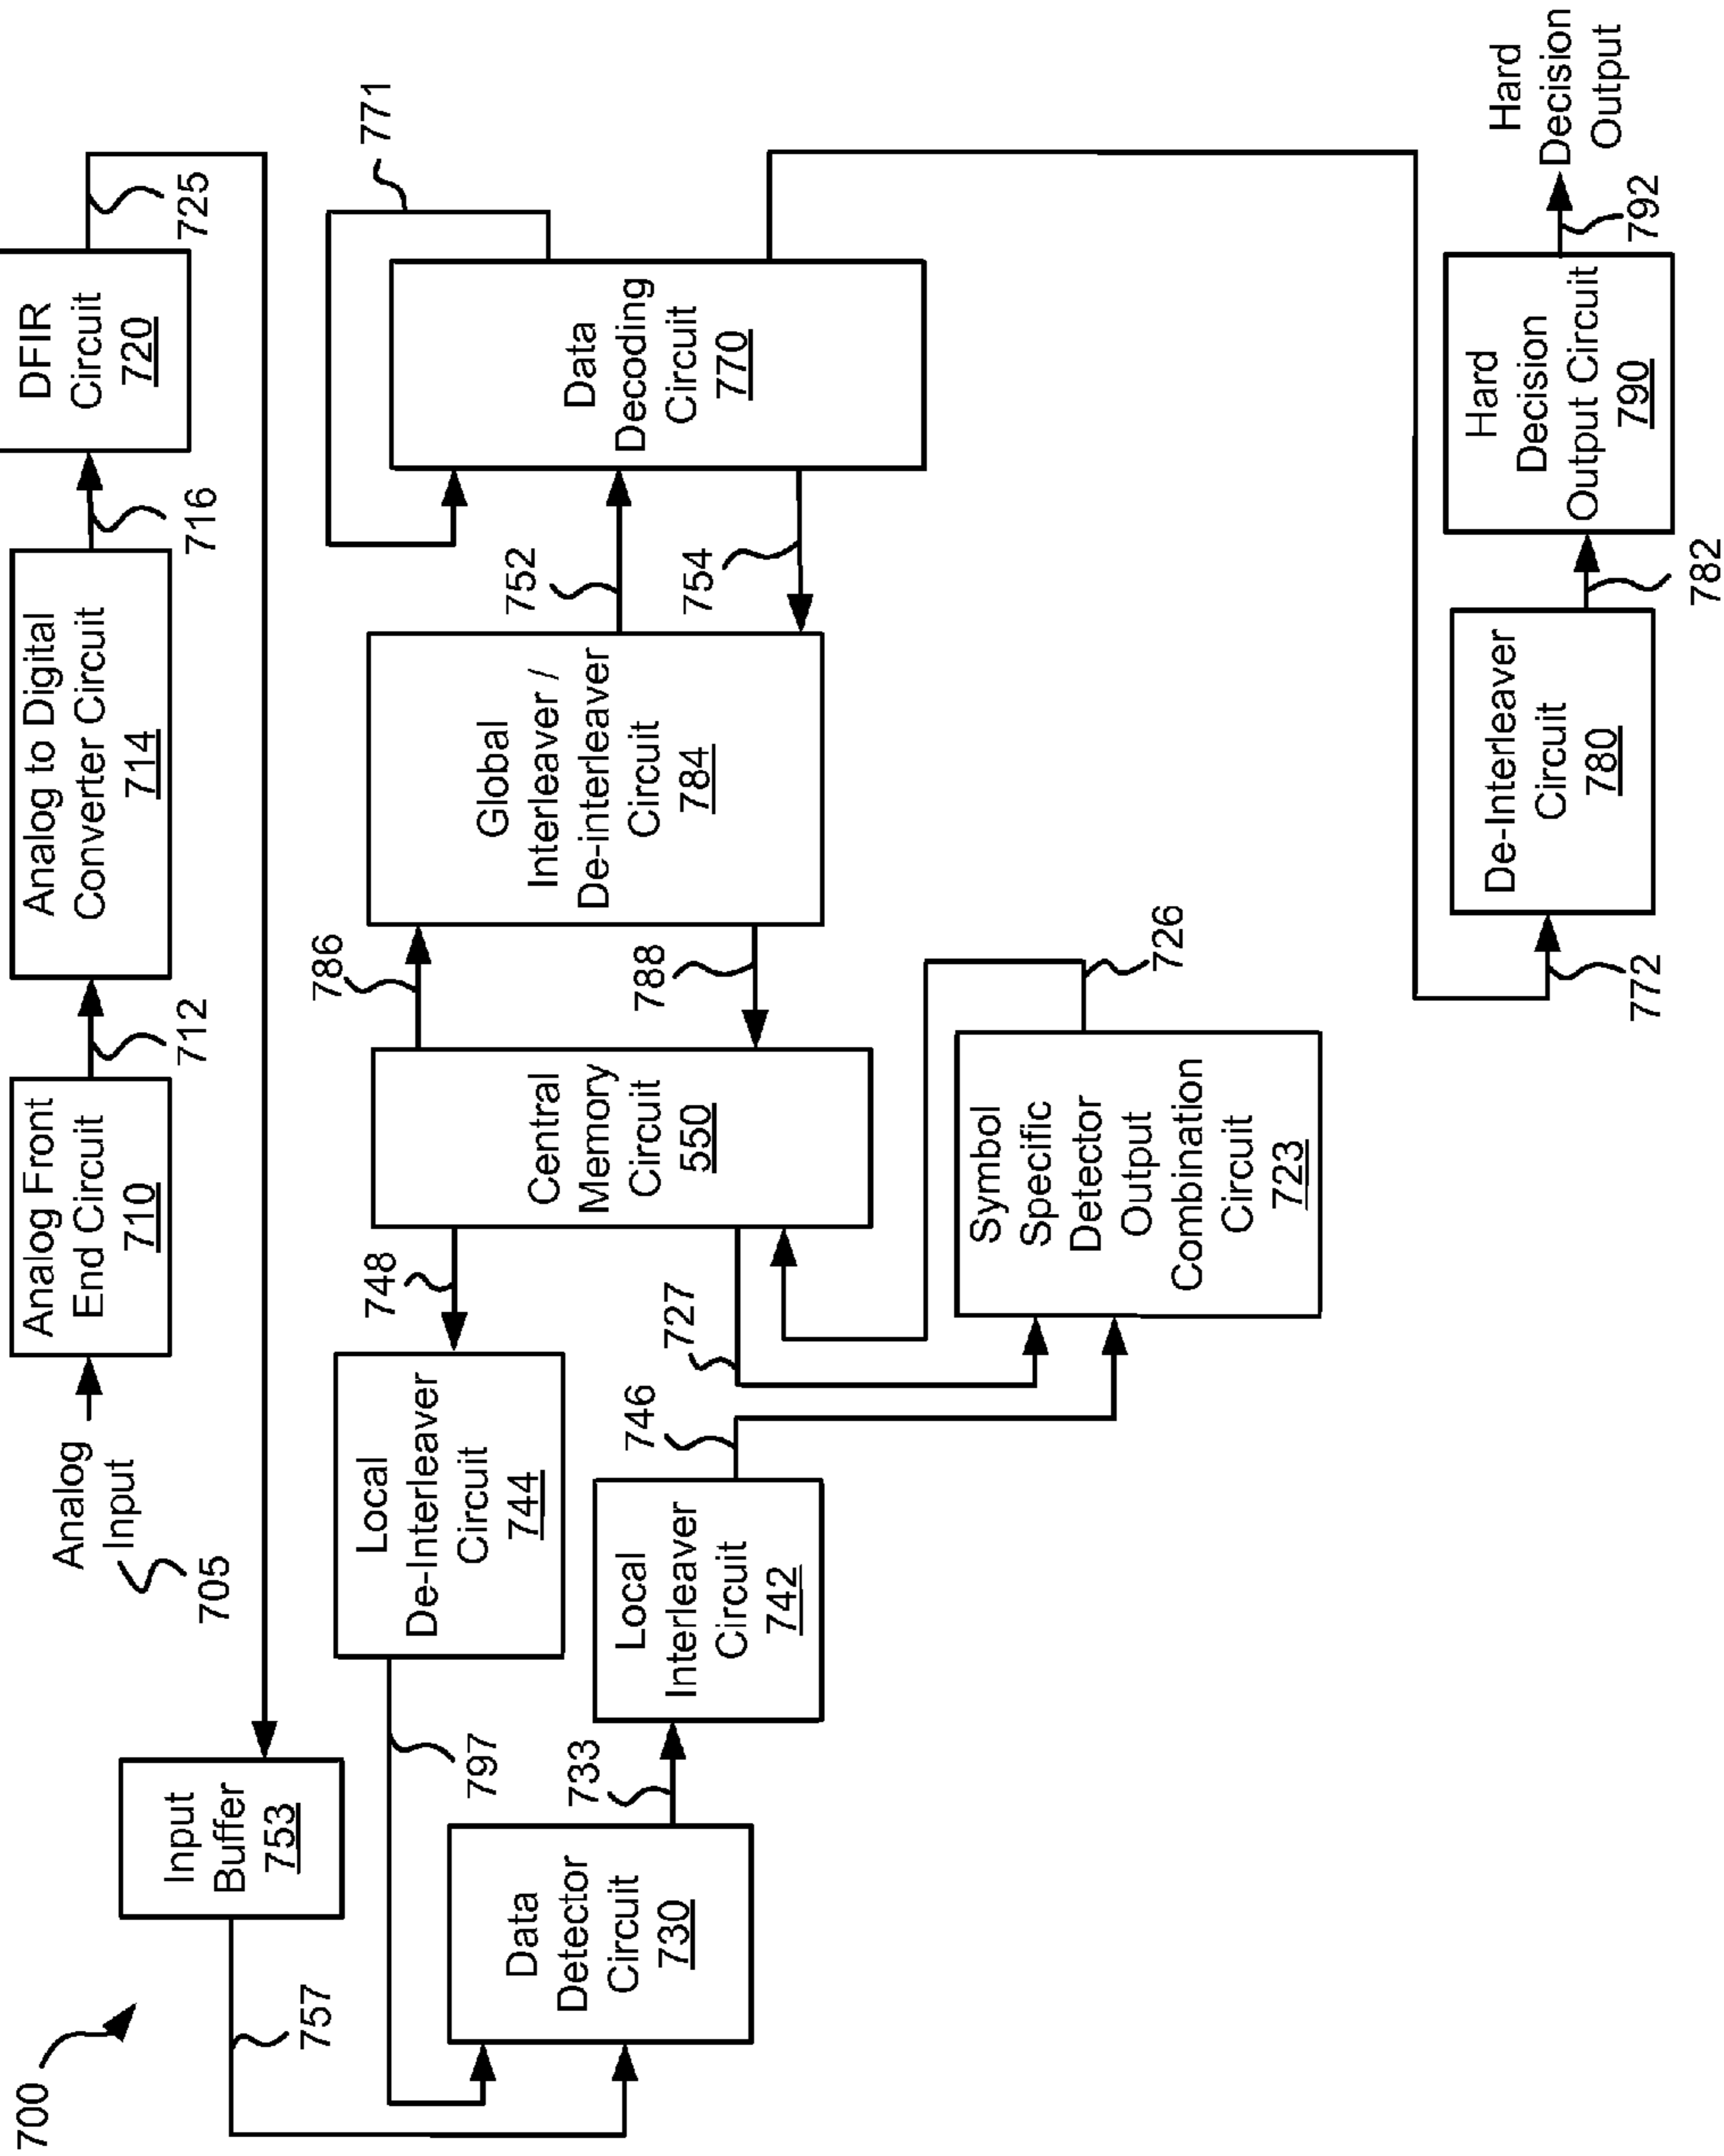 700
Analog
Input
705
Analog Front
End Circuit
710
712
Analog to Digital
Converter Circuit
714
716
DFIR
Circuit
720
725
Input
Buffer
753
757
797
Local
De-Interleaver
Circuit
744
748
Central
Memory
Circuit
550
786
788
Global
Interleaver /
De-interleaver
Circuit
784
752
754
Data
Decoding
Circuit
770
771
Data
Detector
Circuit
730
733
Local
Interleaver
Circuit
742
746
727
Symbol
Specific
Detector
Output
Combination
Circuit
723
726
772
De-Interleaver
Circuit
780
782
Hard
Decision
Output Circuit
790
792
Hard
Decision
Output